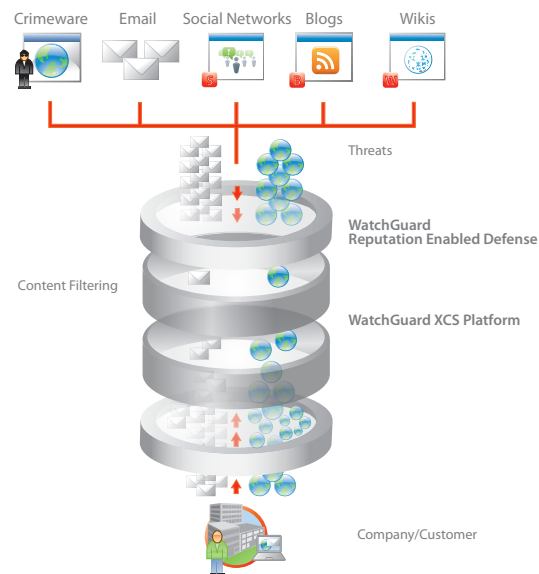 Crimeware
Email
Social Networks
Blogs
Wikis
S
B
W
Threats
WatchGuard
Reputation Enabled Defense
Content Filtering
WatchGuard XCS Platform
Company/Customer